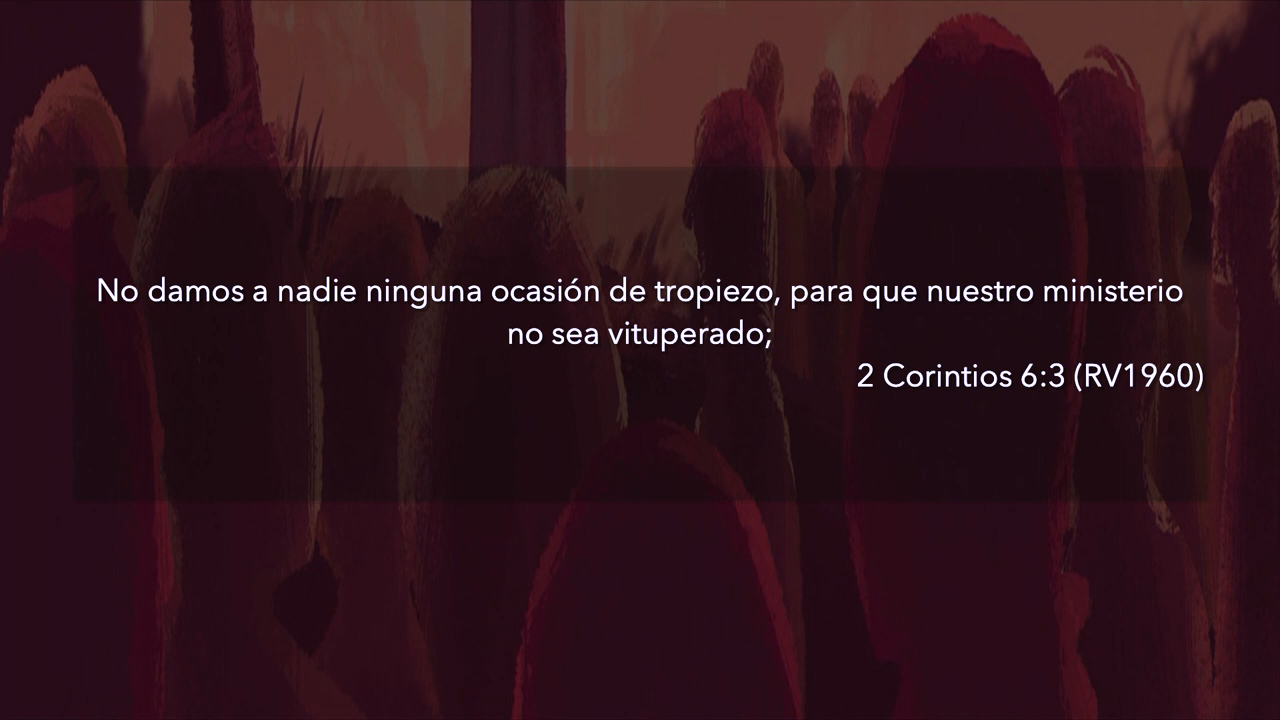 No damos a nadie ninguna ocasión de tropiezo, para que nuestro ministerio
no sea vituperado;
2 Corintios 6:3 (RV1960)